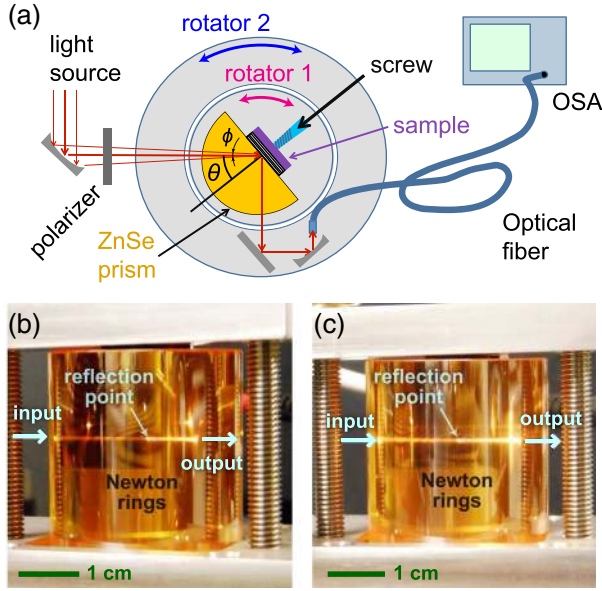 (a)
light
source
rotator 2
rotator 1
screw
OSA
sample
ϕ
θ
polarizer
ZnSe
prism
Optical
fiber
(b)
reflection
point
input
output
Newton
rings
1 cm
(c)
reflection
point
input
output
Newton
rings
1 cm